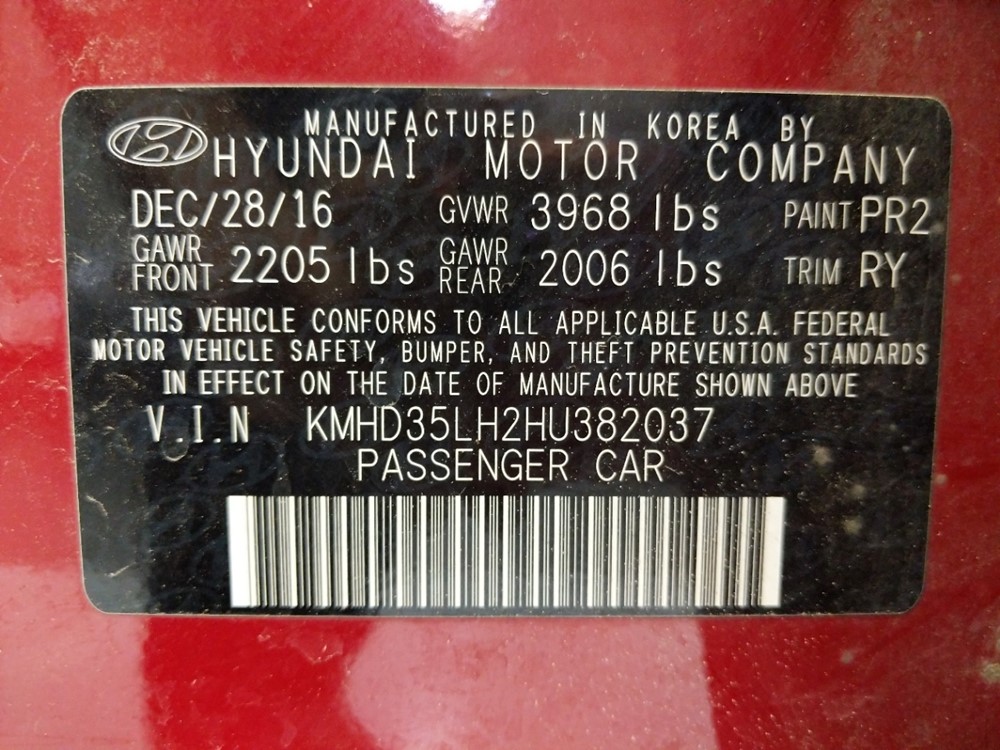 MANUFACTURED IN KOREA BY
HYUNDAI MOTOR COMPANY
DEC/28/16 GVWR 3968 lbs PAINT PR2
GAWR FRONT 2205 lbs GAWR REAR 2006 lbs TRIM RY
THIS VEHICLE CONFORMS TO ALL APPLICABLE U.S.A. FEDERAL
MOTOR VEHICLE SAFETY, BUMPER, AND THEFT PREVENTION STANDARDS
IN EFFECT ON THE DATE OF MANUFACTURE SHOWN ABOVE
V.I.N KMHD35LH2HU382037
PASSENGER CAR